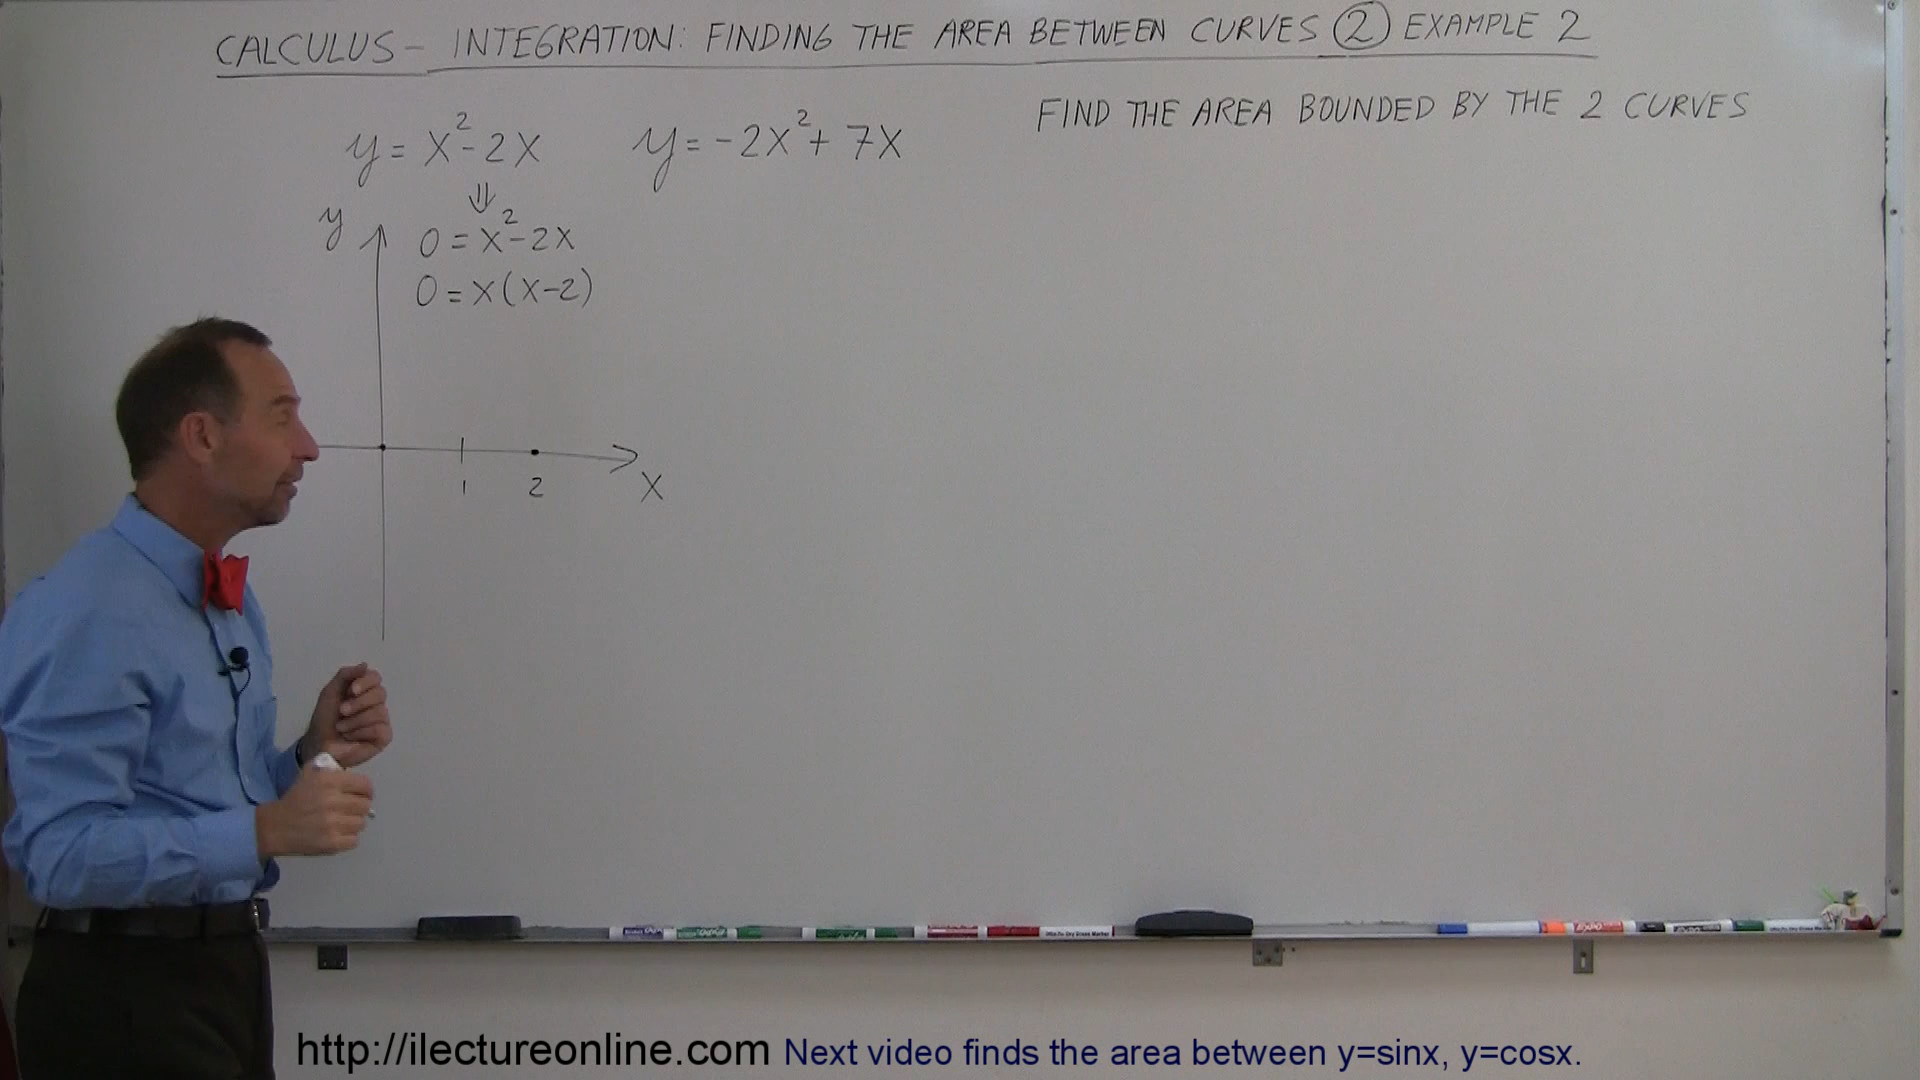 CALCULUS – INTEGRATION: FINDING THE AREA BETWEEN CURVES ② EXAMPLE 2
FIND THE AREA BOUNDED BY THE 2 CURVES
y = x² - 2x    y = -2x² + 7x
⇓
y
0 = x² - 2x
0 = x(x-2)
1 2 x
http://ilectureonline.com Next video finds the area between y=sinx, y=cosx.